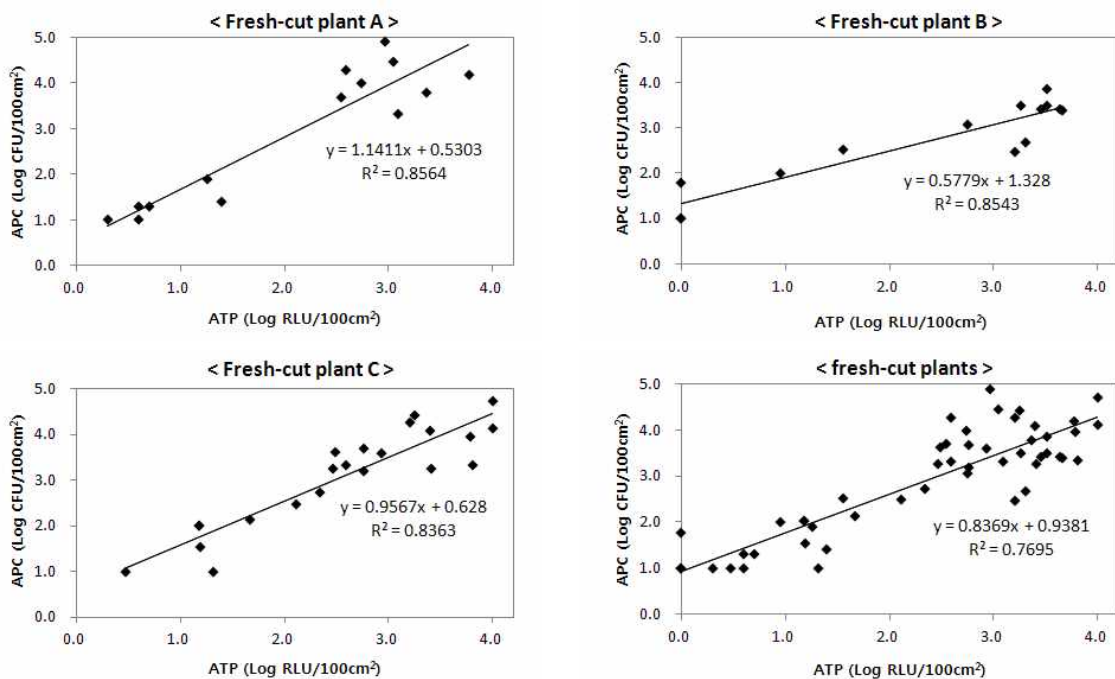 < Fresh-cut plant A >
APC (Log CFU/100cm²)
5.0
4.0
3.0
2.0
1.0
0.0
y = 1.1411x + 0.5303
R² = 0.8564
0.0 1.0 2.0 3.0 4.0
ATP (Log RLU/100cm²)
< Fresh-cut plant B >
APC (Log CFU/100cm²)
5.0
4.0
3.0
2.0
1.0
0.0
y = 0.5779x + 1.328
R² = 0.8543
0.0 1.0 2.0 3.0 4.0
ATP (Log RLU/100cm²)
< Fresh-cut plant C >
APC (Log CFU/100cm²)
5.0
4.0
3.0
2.0
1.0
0.0
y = 0.9567x + 0.628
R² = 0.8363
0.0 1.0 2.0 3.0 4.0
ATP (Log RLU/100cm²)
< fresh-cut plants >
APC (Log CFU/100cm²)
5.0
4.0
3.0
2.0
1.0
0.0
y = 0.8369x + 0.9381
R² = 0.7695
0.0 1.0 2.0 3.0 4.0
ATP (Log RLU/100cm²)